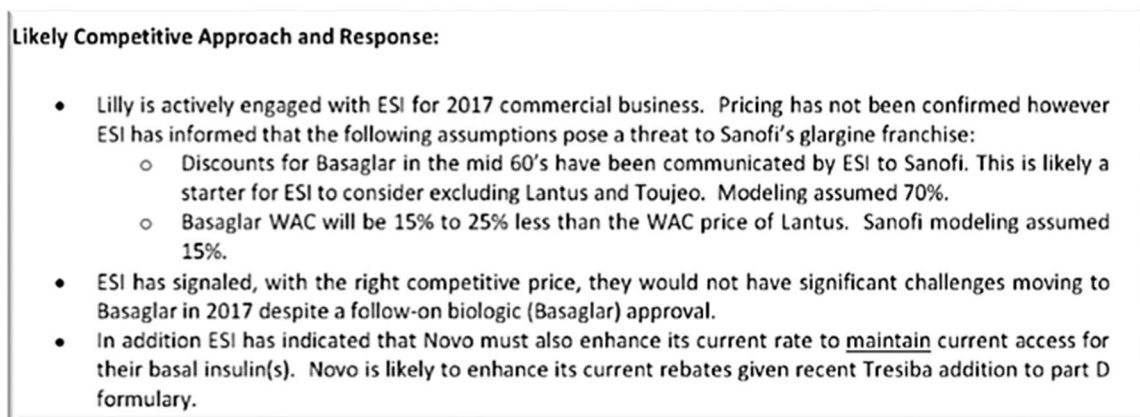 Likely Competitive Approach and Response:
• Lilly is actively engaged with ESI for 2017 commercial business. Pricing has not been confirmed however
ESI has informed that the following assumptions pose a threat to Sanofi's glargine franchise:
o Discounts for Basaglar in the mid 60's have been communicated by ESI to Sanofi. This is likely a
starter for ESI to consider excluding Lantus and Toujeo. Modeling assumed 70%.
o Basaglar WAC will be 15% to 25% less than the WAC price of Lantus. Sanofi modeling assumed
15%.
• ESI has signaled, with the right competitive price, they would not have significant challenges moving to
Basaglar in 2017 despite a follow-on biologic (Basaglar) approval.
• In addition ESI has indicated that Novo must also enhance its current rate to maintain current access for
their basal insulin(s). Novo is likely to enhance its current rebates given recent Tresiba addition to part D
formulary.